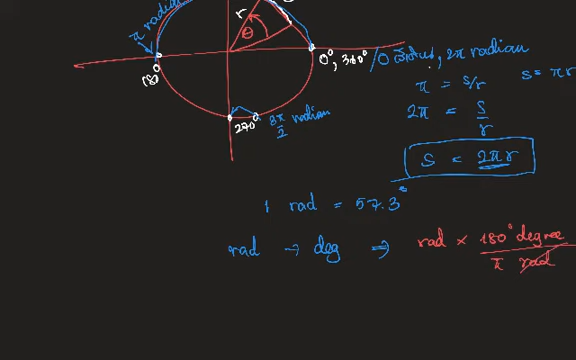 π radian
r
θ
0°, 360° /0 radian, 2π radian
180
π = s/r s = πr
270° 3π/2 radian
2π = s/r
s = 2πr
1 rad = 57.3°
rad → deg ⇒ rad × 180° degree / π rad